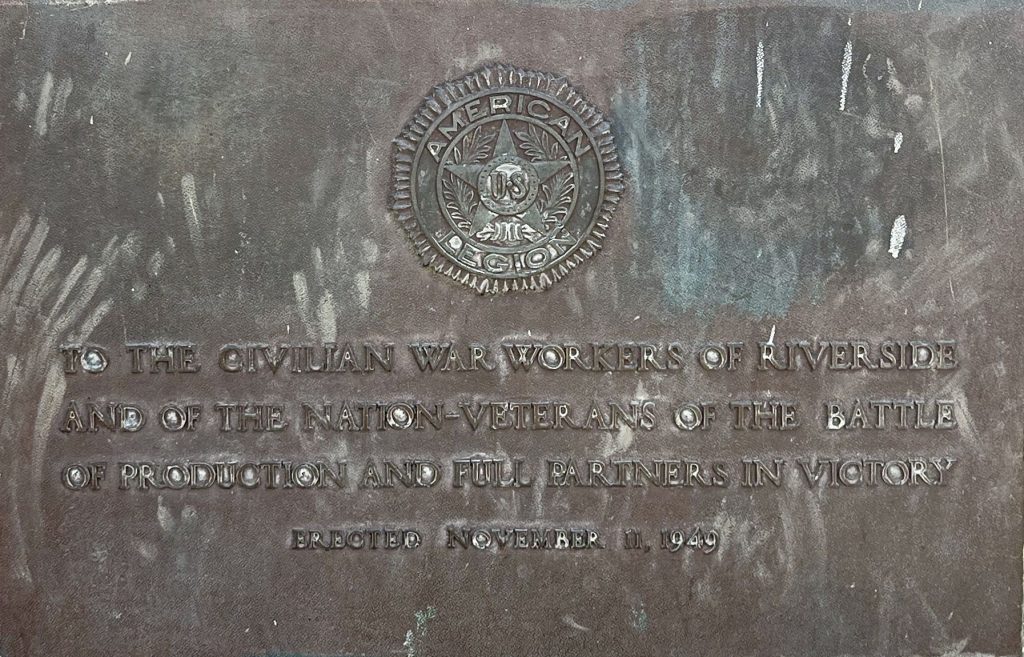 AMERICAN
US
LEGION
TO THE CIVILIAN WAR WORKERS OF RIVERSIDE
AND OF THE NATION-VETERANS OF THE BATTLE
OF PRODUCTION AND FULL PARTNERS IN VICTORY
ERECTED NOVEMBER 11, 1949